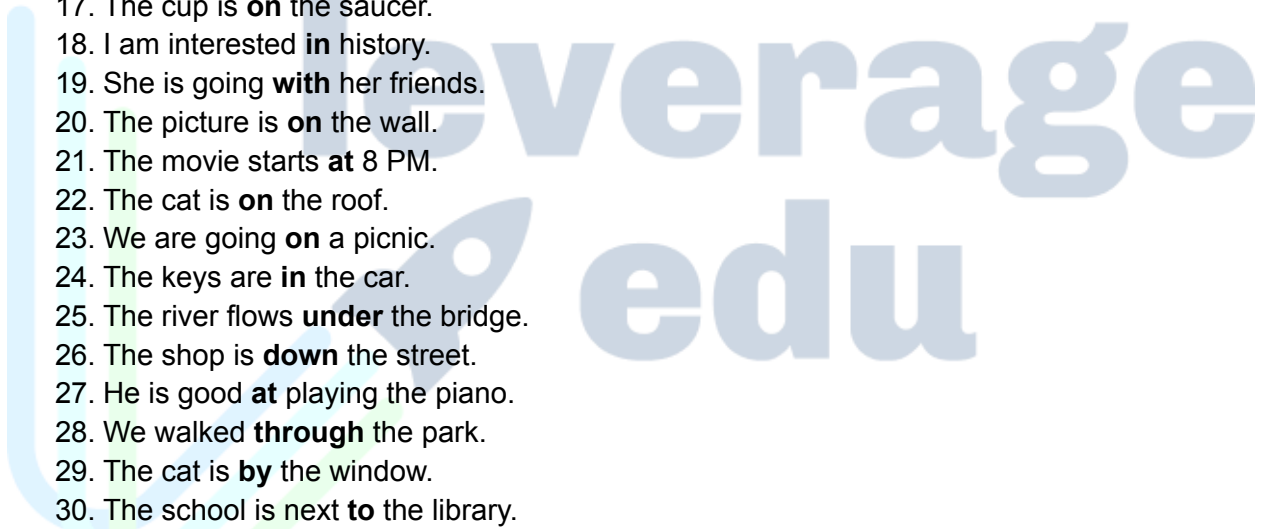 17. The cup is on the saucer.
18. I am interested in history.
19. She is going with her friends.
20. The picture is on the wall.
21. The movie starts at 8 PM.
22. The cat is on the roof.
23. We are going on a picnic.
24. The keys are in the car.
25. The river flows under the bridge.
26. The shop is down the street.
27. He is good at playing the piano.
28. We walked through the park.
29. The cat is by the window.
30. The school is next to the library.
leverage
edu